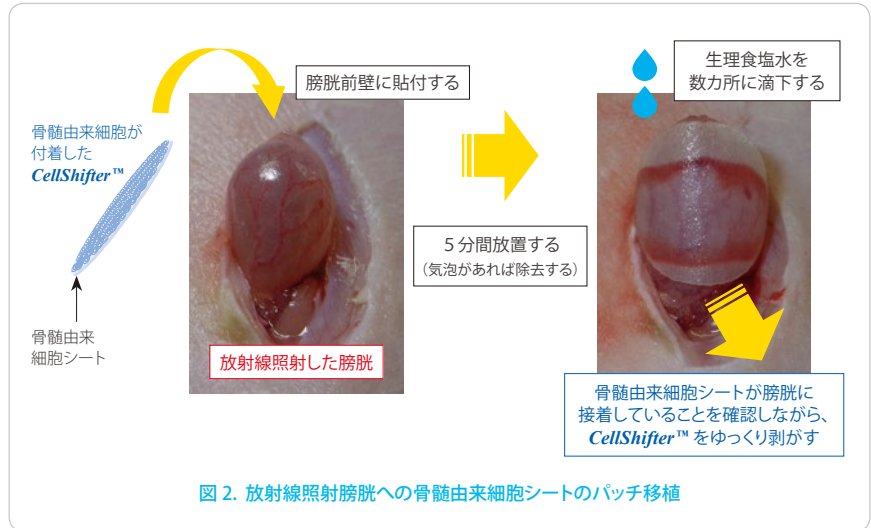 骨髄由来細胞が
付着した
CellShifter™
骨髄由来
細胞シート
膀胱前壁に貼付する
放射線照射した膀胱
5 分間放置する
（気泡があれば除去する）
生理食塩水を
数カ所に滴下する
骨髄由来細胞シートが膀胱に
接着していることを確認しながら、
CellShifter™ をゆっくり剥がす
図 2. 放射線照射膀胱への骨髄由来細胞シートのパッチ移植